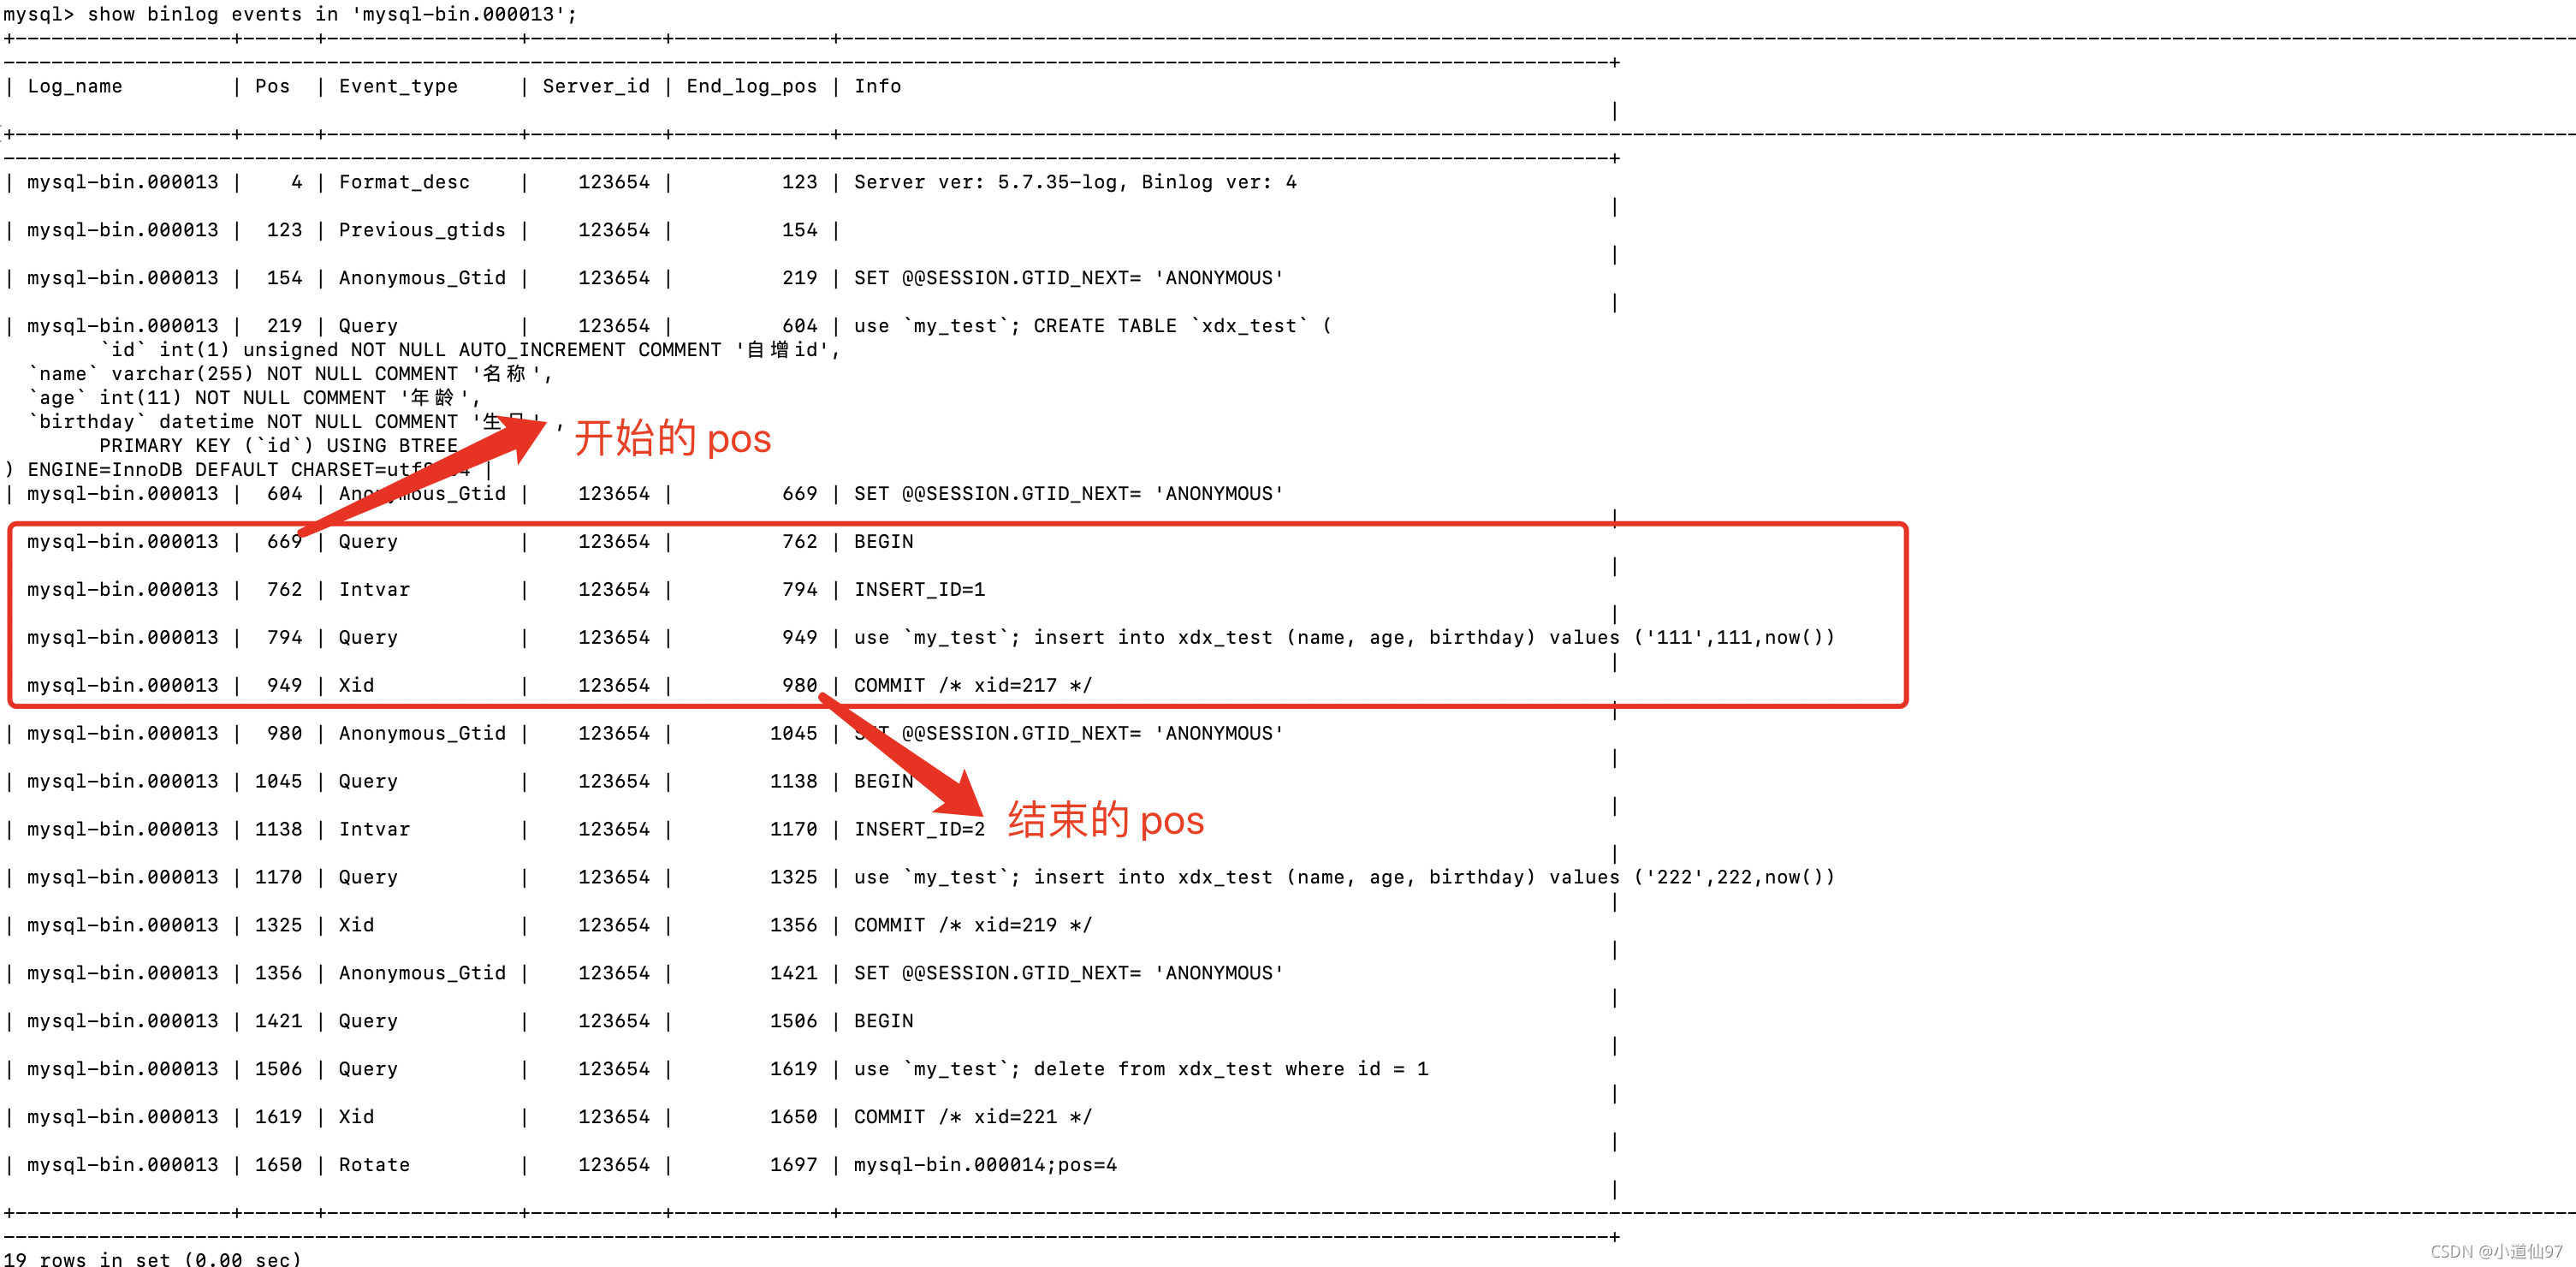 mysql> show binlog events in 'mysql-bin.000013';
| Log_name | Pos | Event_type | Server_id | End_log_pos | Info |
| mysql-bin.000013 | 4 | Format_desc | 123654 | 123 | Server ver: 5.7.35-log, Binlog ver: 4 |
| mysql-bin.000013 | 123 | Previous_gtids | 123654 | 154 | |
| mysql-bin.000013 | 154 | Anonymous_Gtid | 123654 | 219 | SET @@SESSION.GTID_NEXT= 'ANONYMOUS' |
| mysql-bin.000013 | 219 | Query | 123654 | 604 | use `my_test`; CREATE TABLE `xdx_test` (
`id` int(1) unsigned NOT NULL AUTO_INCREMENT COMMENT '自增id',
`name` varchar(255) NOT NULL COMMENT '名称',
`age` int(11) NOT NULL COMMENT '年龄',
`birthday` datetime NOT NULL COMMENT
开始的 pos
PRIMARY KEY (`id`) USING BTREE
) ENGINE=InnoDB DEFAULT
| mysql-bin.000013 | 604 | Anonymous_Gtid | 123654 | 669 | SET @@SESSION.GTID_NEXT= 'ANONYMOUS' |
mysql-bin.000013 | 669 | Query | 123654 | 762 | BEGIN |
mysql-bin.000013 | 762 | Intvar | 123654 | 794 | INSERT_ID=1 |
mysql-bin.000013 | 794 | Query | 123654 | 949 | use `my_test`; insert into xdx_test (name, age, birthday) values ('111',111,now()) |
mysql-bin.000013 | 949 | Xid | 123654 | 980 | COMMIT /* xid=217 */ |
| mysql-bin.000013 | 980 | Anonymous_Gtid | 123654 | 1045 | SET @@SESSION.GTID_NEXT= 'ANONYMOUS' |
| mysql-bin.000013 | 1045 | Query | 123654 | 1138 | BEGIN |
结束的 pos
| mysql-bin.000013 | 1138 | Intvar | 123654 | 1170 | INSERT_ID=2 |
| mysql-bin.000013 | 1170 | Query | 123654 | 1325 | use `my_test`; insert into xdx_test (name, age, birthday) values ('222',222,now()) |
| mysql-bin.000013 | 1325 | Xid | 123654 | 1356 | COMMIT /* xid=219 */ |
| mysql-bin.000013 | 1356 | Anonymous_Gtid | 123654 | 1421 | SET @@SESSION.GTID_NEXT= 'ANONYMOUS' |
| mysql-bin.000013 | 1421 | Query | 123654 | 1506 | BEGIN |
| mysql-bin.000013 | 1506 | Query | 123654 | 1619 | use `my_test`; delete from xdx_test where id = 1 |
| mysql-bin.000013 | 1619 | Xid | 123654 | 1650 | COMMIT /* xid=221 */ |
| mysql-bin.000013 | 1650 | Rotate | 123654 | 1697 | mysql-bin.000014;pos=4 |
19 rows in set (0.00 sec)
CSDN @小道仙97